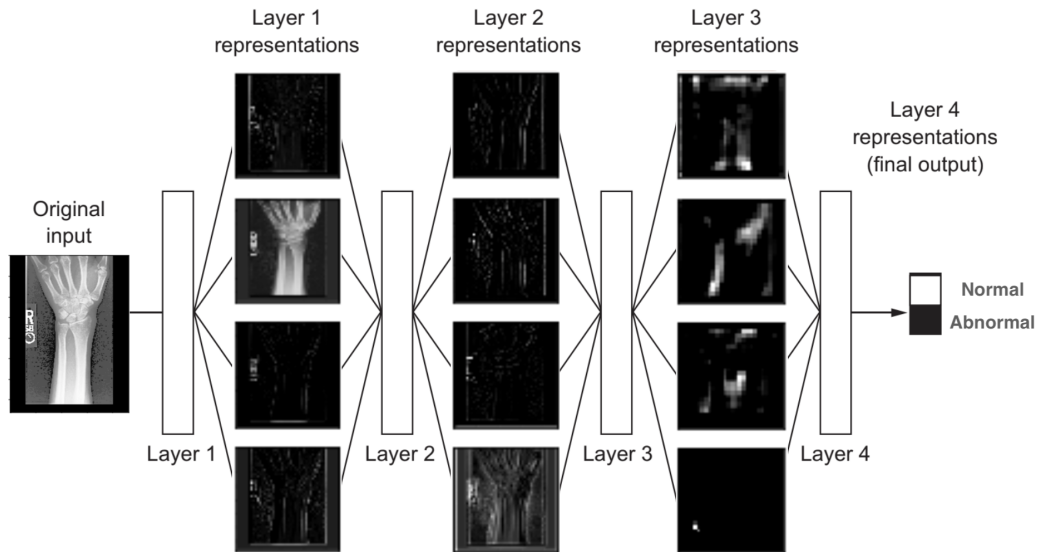 Layer 1
representations
Layer 2
representations
Layer 3
representations
Layer 4
representations
(final output)
Original
input
R
Normal
Abnormal
Layer 1
Layer 2
Layer 3
Layer 4